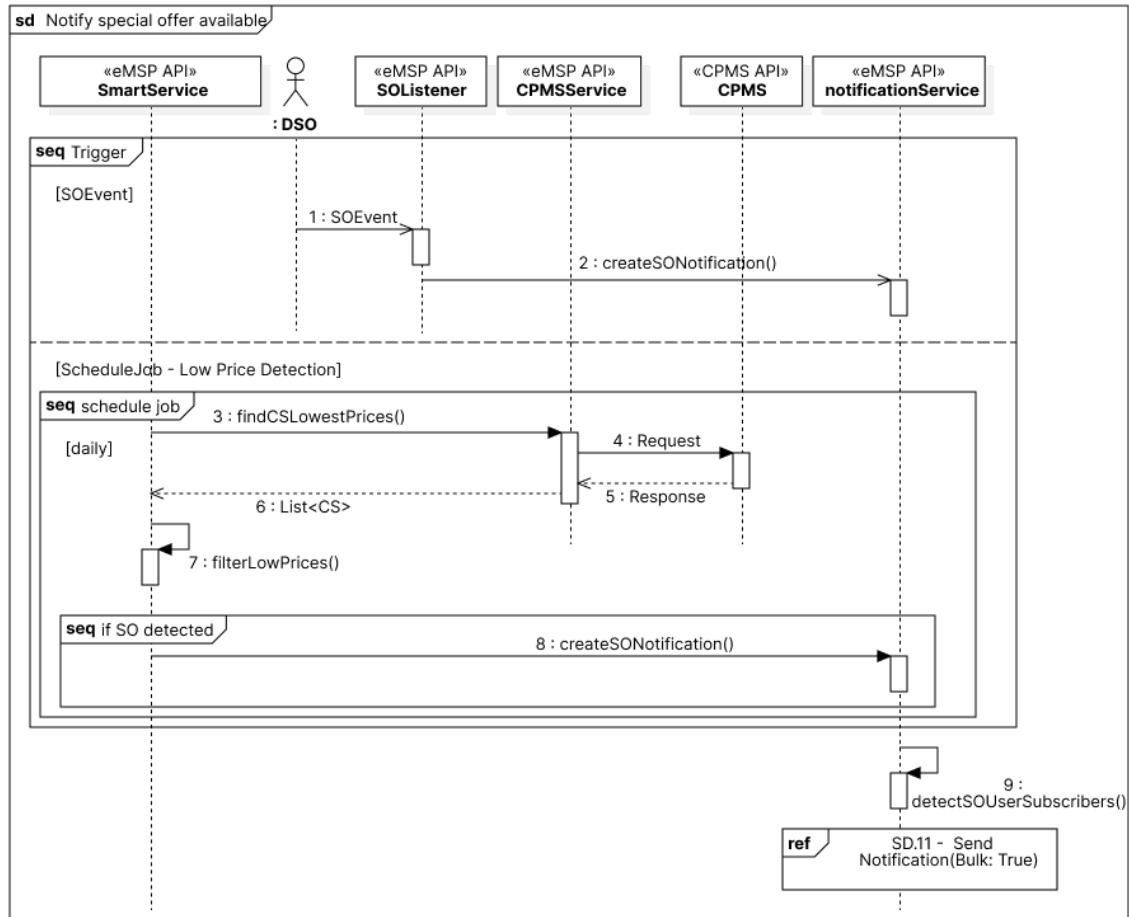 sd Notify special offer available
«eMSP API»
SmartService
: DSO
«eMSP API»
SOListener
«eMSP API»
CPMSService
«CPMS API»
CPMS
«eMSP API»
notificationService
seq Trigger
[SOEvent]
1 : SOEvent
2 : createSONotification()
[ScheduleJob - Low Price Detection]
seq schedule job
3 : findCSLowestPrices()
[daily]
4 : Request
5 : Response
6 : List<CS>
7 : filterLowPrices()
seq if SO detected
8 : createSONotification()
9 :
detectSOUserSubscribers()
ref
SD.11 - Send
Notification(Bulk: True)